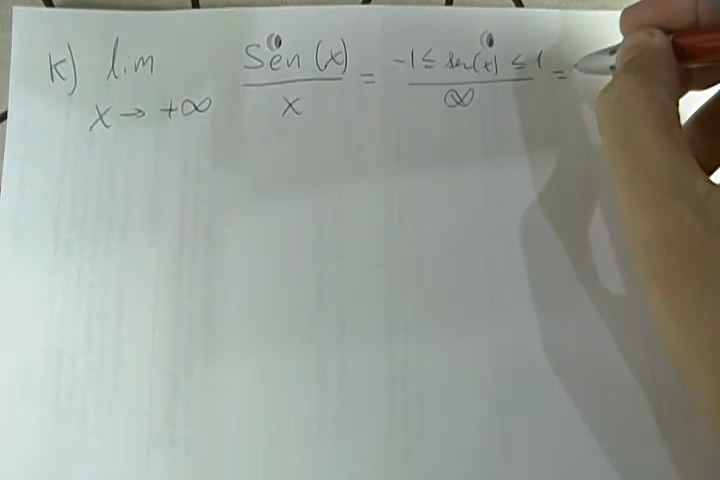 K) lim Sen (x) / x = -1 ≤ sen(x) ≤ 1 / ∞ =
x → +∞